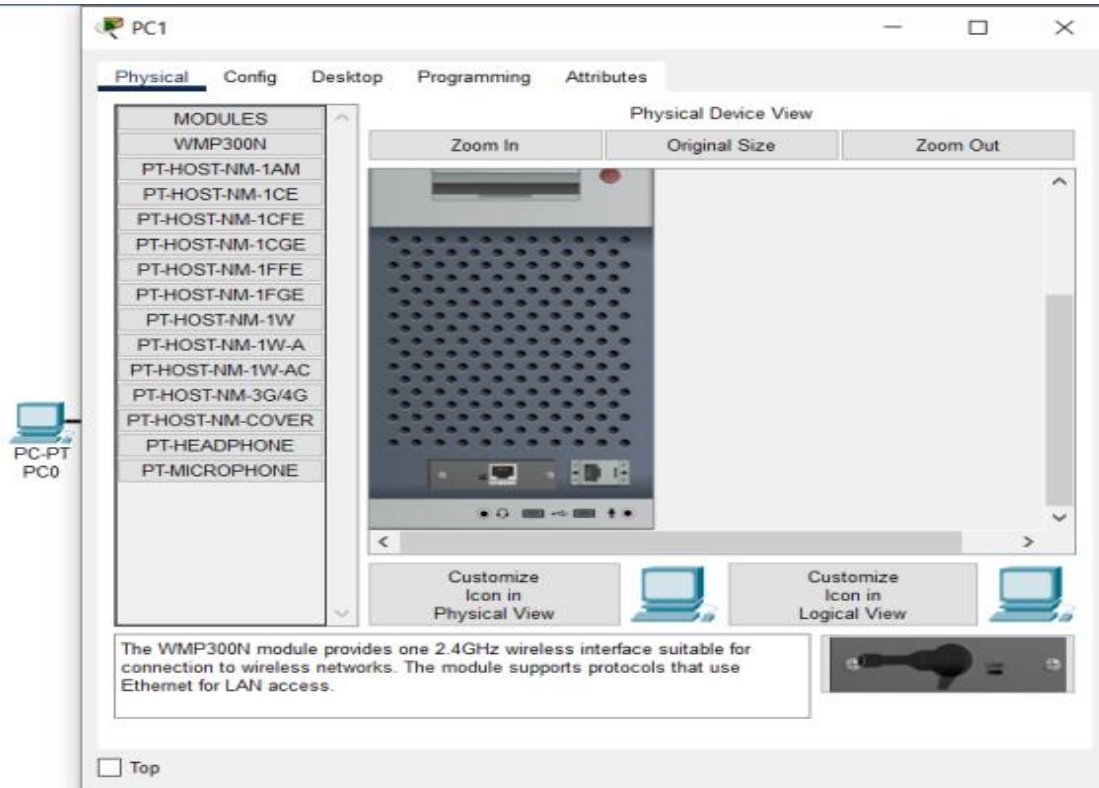 PC1
Physical Config Desktop Programming Attributes
MODULES
WMP300N
PT-HOST-NM-1AM
PT-HOST-NM-1CE
PT-HOST-NM-1CFE
PT-HOST-NM-1CGE
PT-HOST-NM-1FFE
PT-HOST-NM-1FGE
PT-HOST-NM-1W
PT-HOST-NM-1W-A
PT-HOST-NM-1W-AC
PT-HOST-NM-3G/4G
PT-HOST-NM-COVER
PT-HEADPHONE
PT-MICROPHONE
Physical Device View
Zoom In Original Size Zoom Out
Customize
Icon in
Physical View
Customize
Icon in
Logical View
The WMP300N module provides one 2.4GHz wireless interface suitable for
connection to wireless networks. The module supports protocols that use
Ethernet for LAN access.
Top
PC-PT
PC0